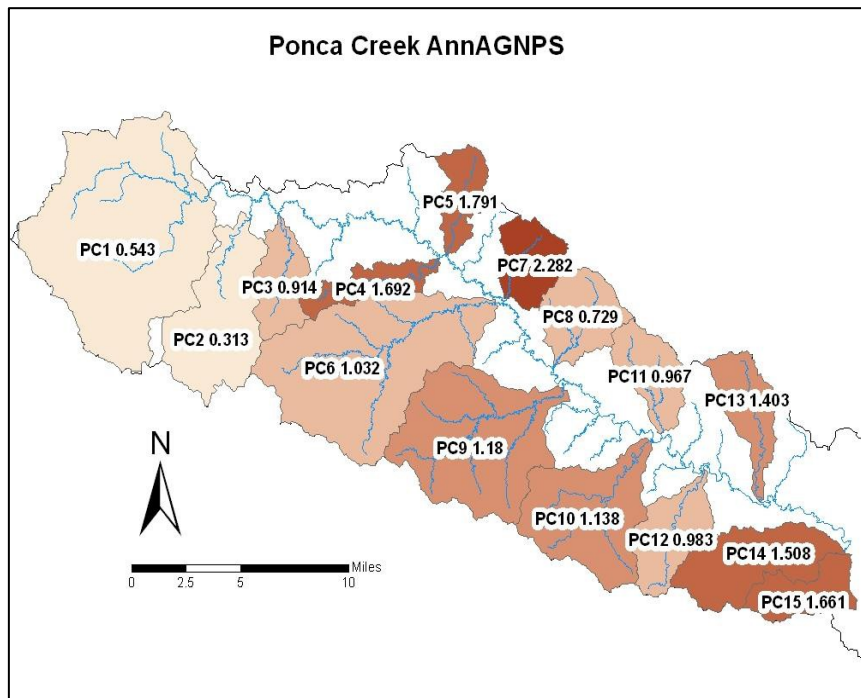 Ponca Creek AnnAGNPS
PC5 1.791
PC1 0.543
PC7 2.282
PC3 0.914
PC4 1.692
PC8 0.729
PC2 0.313
PC6 1.032
PC11 0.967
PC13 1.403
PC9 1.18
N
PC10 1.138
PC12 0.983
PC14 1.508
Miles
0 2.5 5 10
PC15 1.661